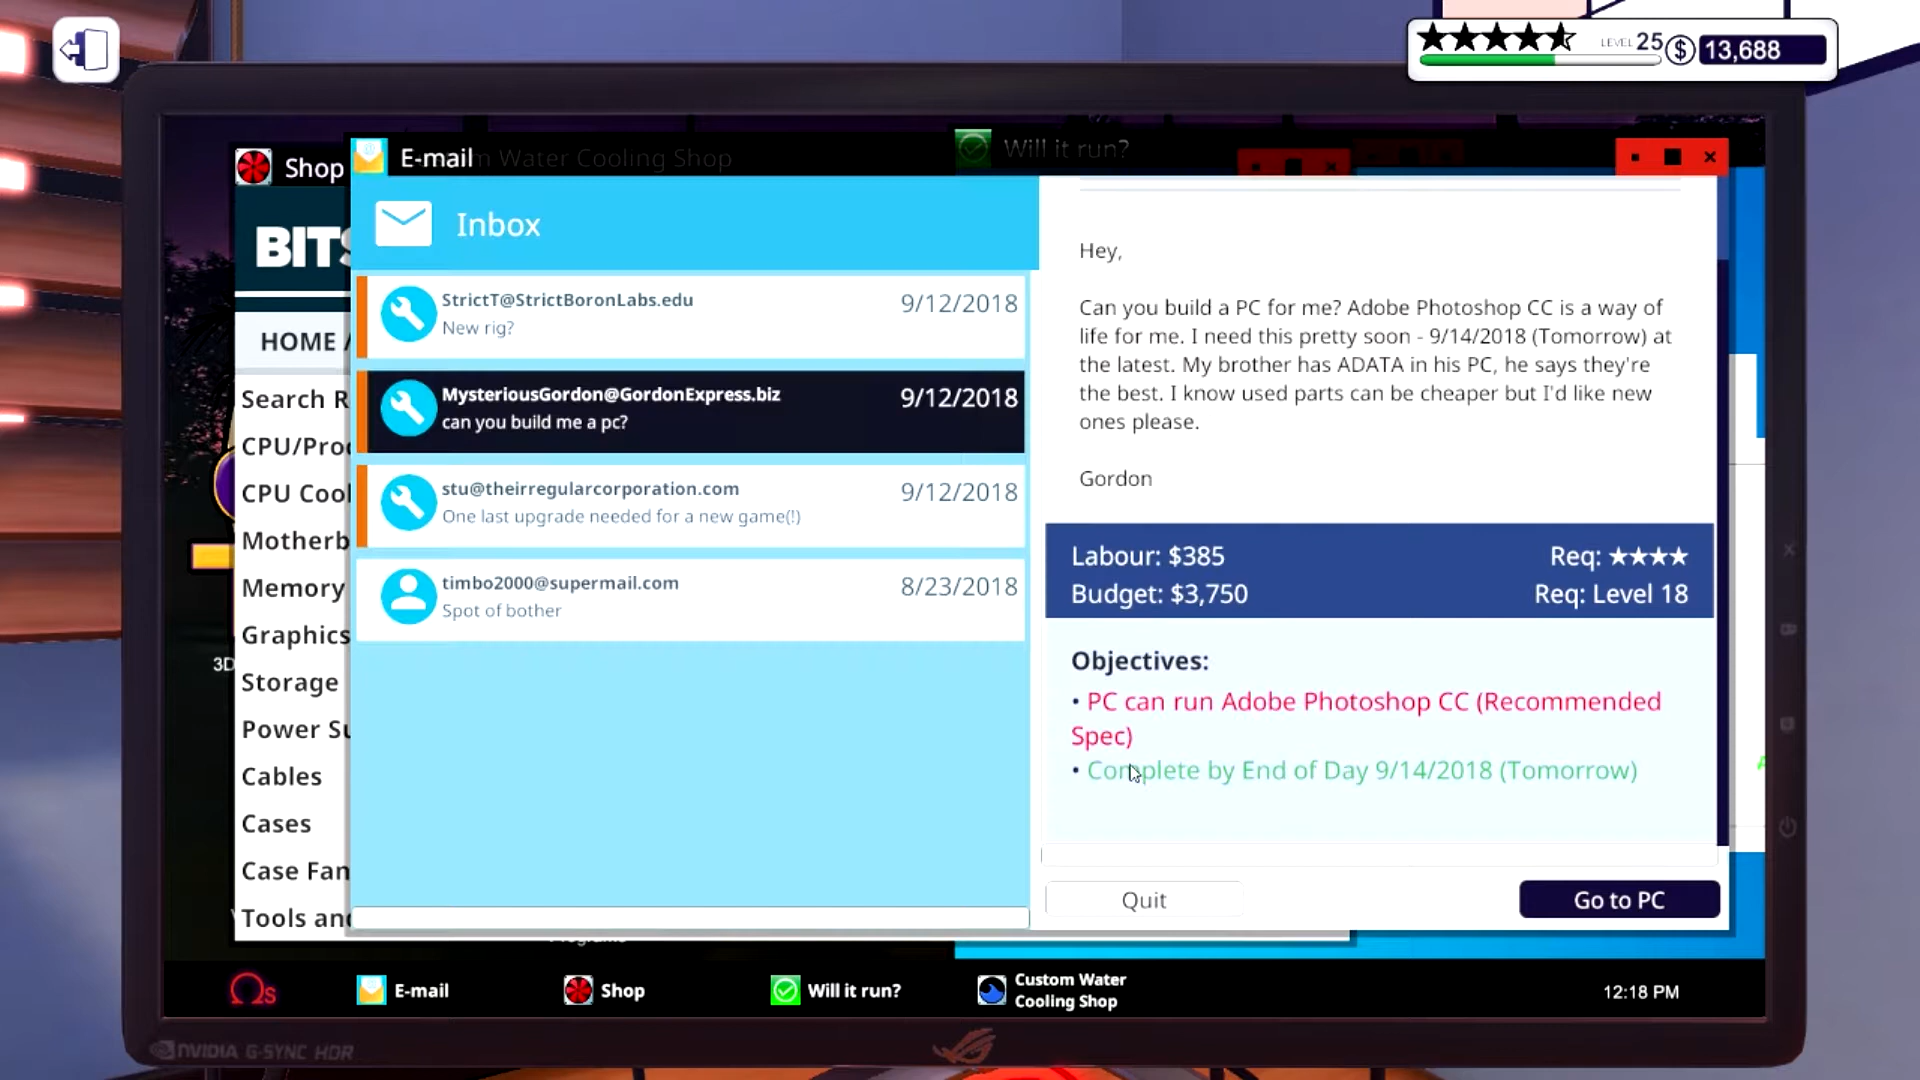 LEVEL 25 $ 13,688
Shop
E-mail
m Water Cooling Shop
Will it run?
BITS
Inbox
HOME /
Search R
CPU/Pro
CPU Cool
Motherb
Memory
Graphics
Storage
Power Su
Cables
Cases
Case Fan
Tools and
3D
StrictT@StrictBoronLabs.edu
9/12/2018
New rig?
MysteriousGordon@GordonExpress.biz
9/12/2018
can you build me a pc?
stu@theirregularcorporation.com
9/12/2018
One last upgrade needed for a new game(!)
timbo2000@supermail.com
8/23/2018
Spot of bother
Hey,
Can you build a PC for me? Adobe Photoshop CC is a way of
life for me. I need this pretty soon - 9/14/2018 (Tomorrow) at
the latest. My brother has ADATA in his PC, he says they're
the best. I know used parts can be cheaper but I'd like new
ones please.
Gordon
Labour: $385
Req: ★★★★
Budget: $3,750
Req: Level 18
Objectives:
• PC can run Adobe Photoshop CC (Recommended
Spec)
• Complete by End of Day 9/14/2018 (Tomorrow)
Quit
Go to PC
Ωs
E-mail
Shop
Will it run?
Custom Water
Cooling Shop
12:18 PM
NVIDIA G-SYNC HDR